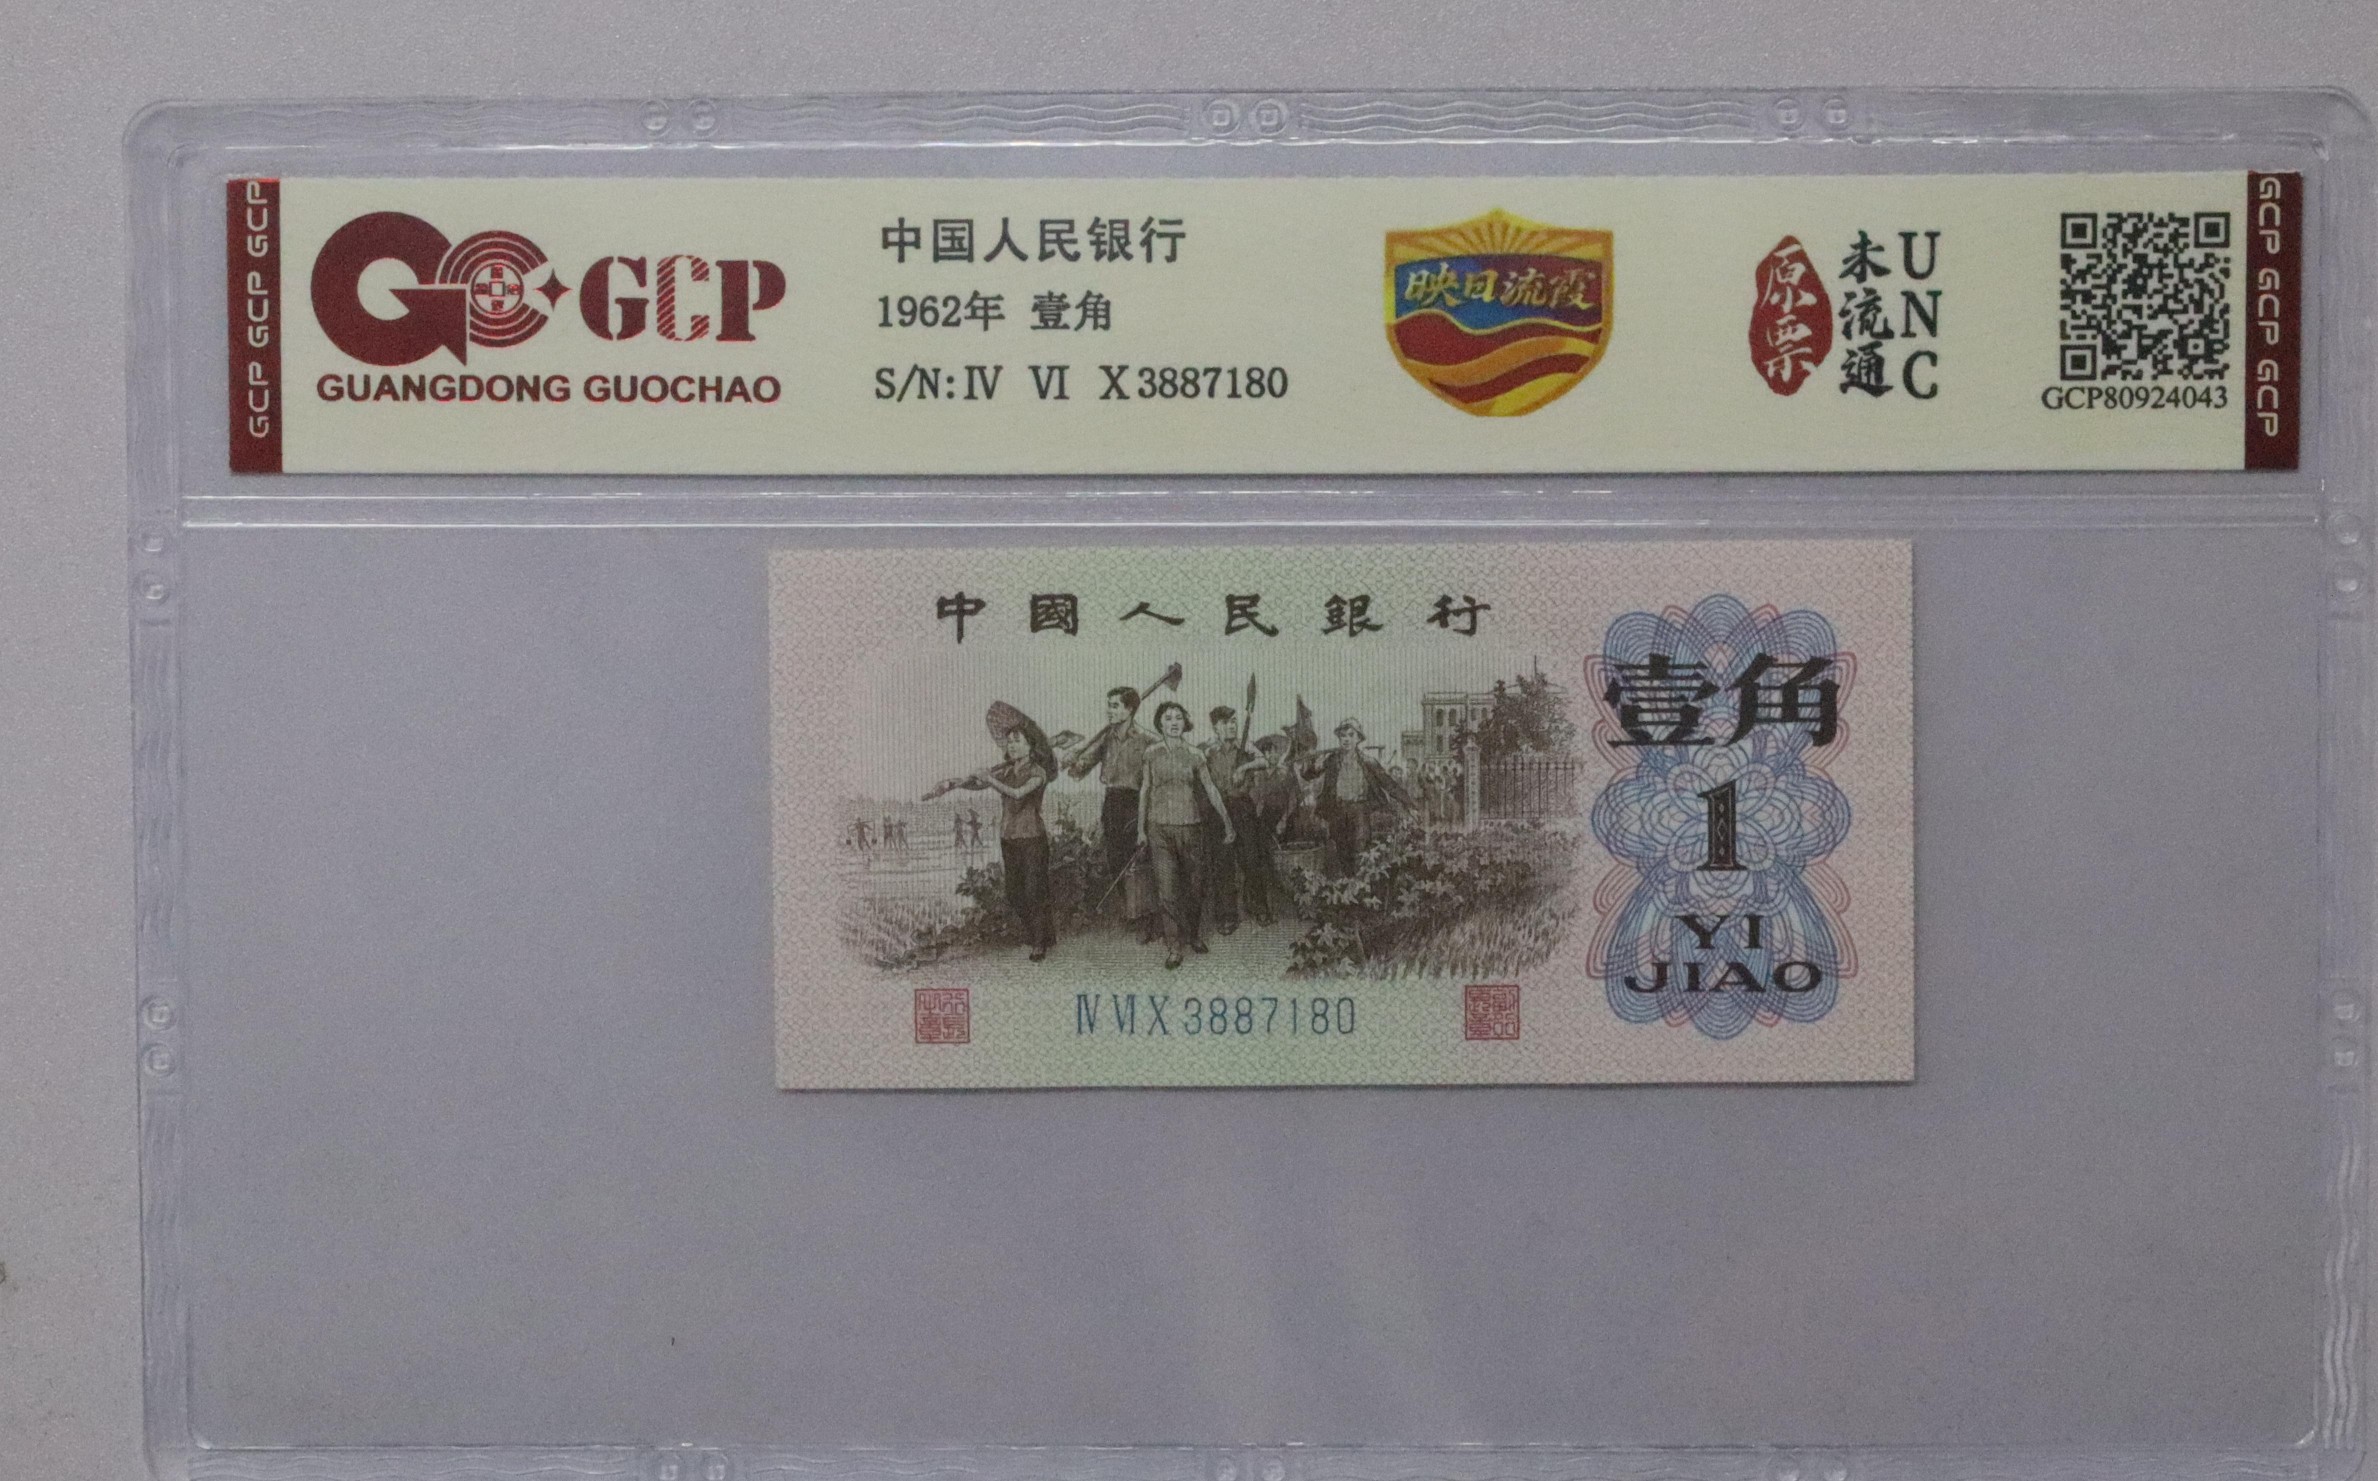 GCP GCP GCP
GCP
GUANGDONG GUOCHAO
中国人民银行
1962年 壹角
S/N:Ⅳ Ⅵ X3887180
映日流霞
原票
未流通
UNC
GCP80924043
GCP GCP GCP
中國人民銀行
壹角
1
YI
JIAO
ⅣⅥX3887180